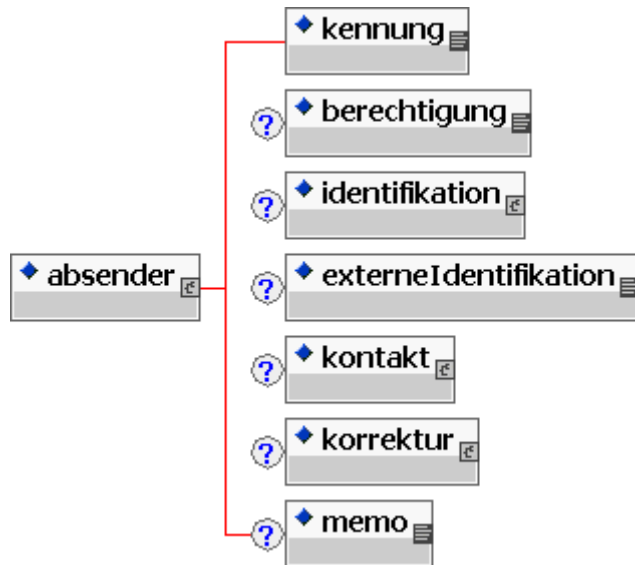 kennung
? berechtigung
? identifikation
absender
? externeIdentifikation
? kontakt
? korrektur
? memo